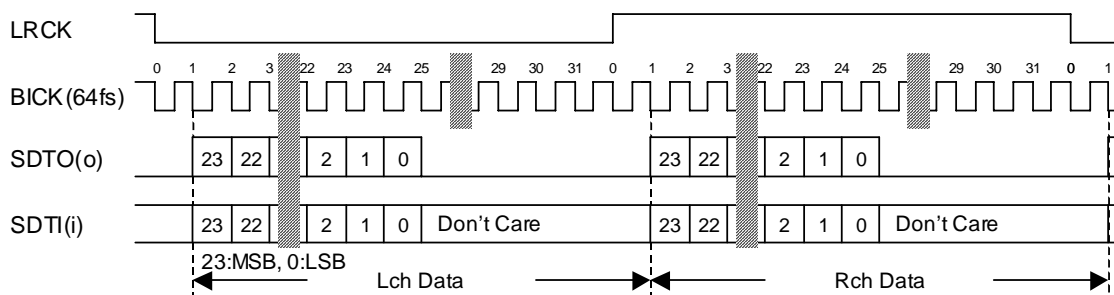 LRCK
0 1 2 3 22 23 24 25 29 30 31 0 1 2 3 22 23 24 25 29 30 31 0 1
BICK(64fs)
SDTO(o) 23 22 2 1 0 23 22 2 1 0
SDTI(i) 23 22 2 1 0 Don't Care 23 22 2 1 0 Don't Care
23:MSB, 0:LSB
Lch Data Rch Data